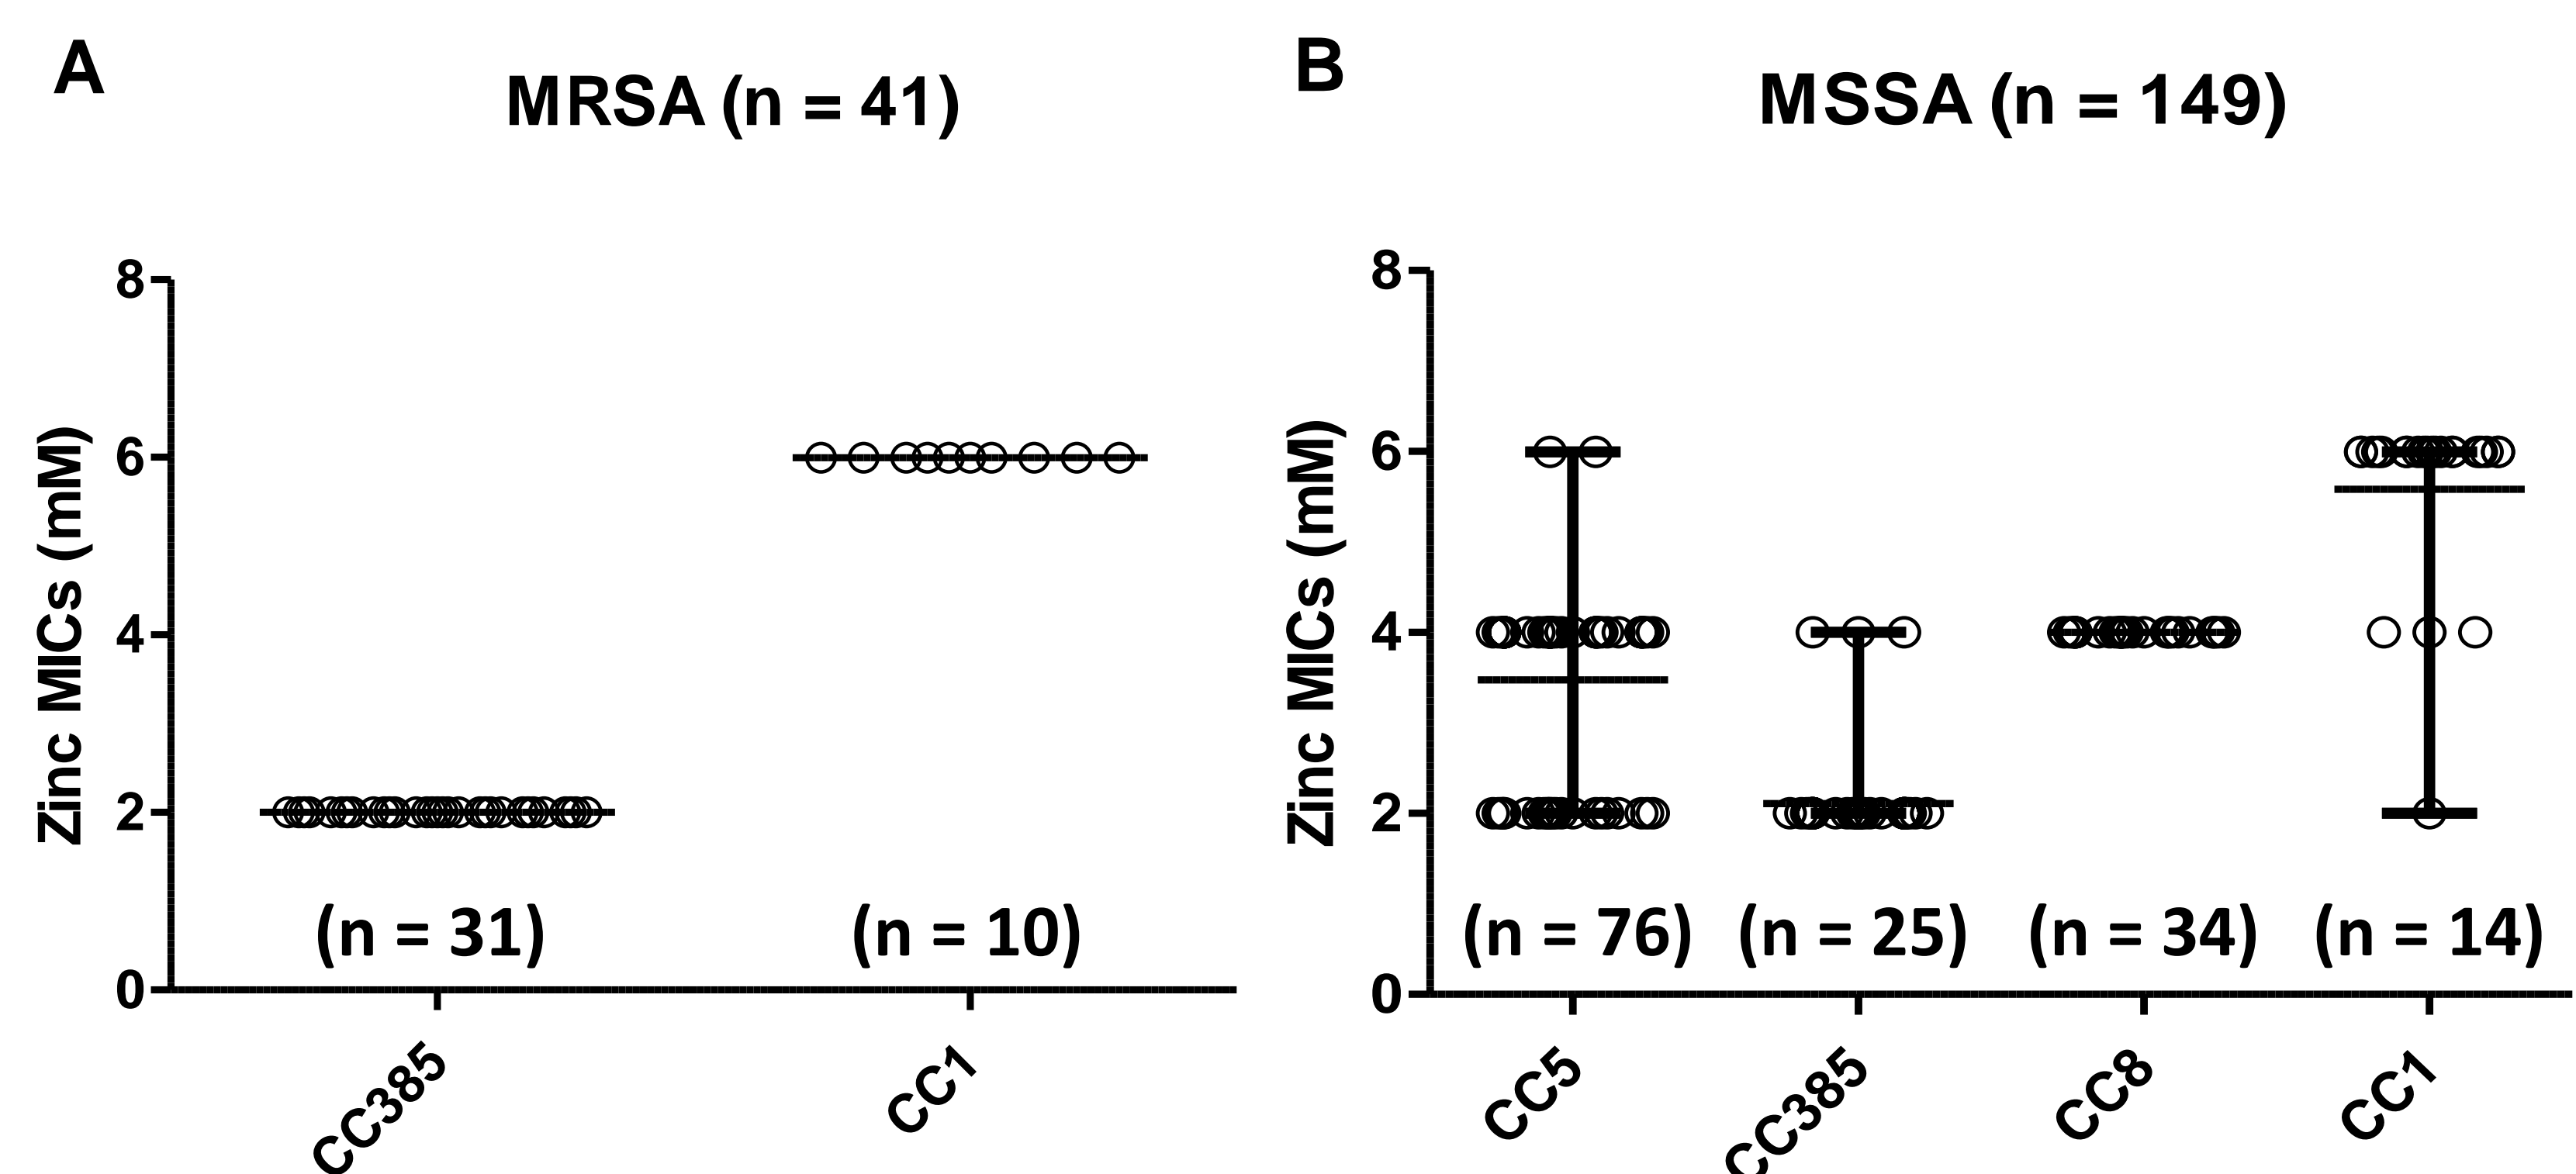 A
MRSA (n = 41)
Zinc MICs (mM)
8
6
4
2
0
(n = 31)
(n = 10)
CC385
CC1
B
MSSA (n = 149)
Zinc MICs (mM)
8
6
4
2
0
(n = 76)
(n = 25)
(n = 34)
(n = 14)
CC5
CC385
CC8
CC1